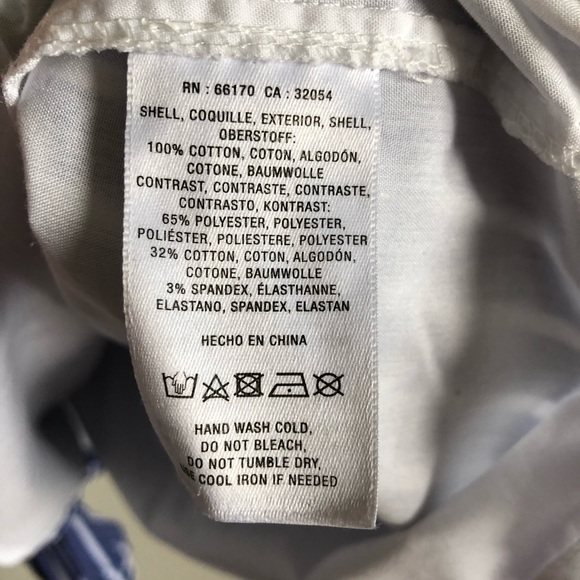 RN : 66170 CA : 32054
SHELL, COQUILLE, EXTERIOR, SHELL,
OBERSTOFF:
100% COTTON, COTON, ALGODÓN,
COTONE, BAUMWOLLE
CONTRAST, CONTRASTE, CONTRASTE,
CONTRASTO, KONTRAST:
65% POLYESTER, POLYESTER,
POLIÉSTER, POLIESTERE, POLYESTER
32% COTTON, COTON, ALGODÓN,
COTONE, BAUMWOLLE
3% SPANDEX, ÉLASTHANNE,
ELASTANO, SPANDEX, ELASTAN
HECHO EN CHINA
HAND WASH COLD,
DO NOT BLEACH,
DO NOT TUMBLE DRY,
COOL IRON IF NEEDED